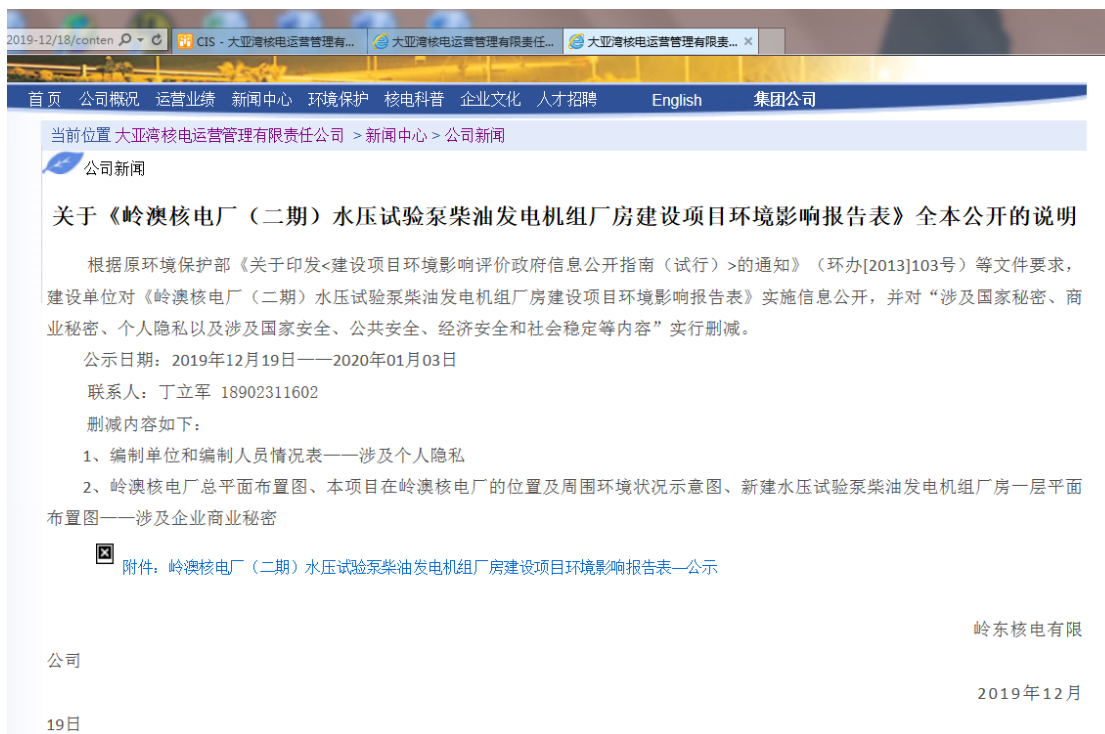 2019-12/18/conten
CIS - 大亚湾核电运营管理有...
大亚湾核电运营管理有限责任...
大亚湾核电运营管理有限责...
首页 公司概况 运营业绩 新闻中心 环境保护 核电科普 企业文化 人才招聘 English 集团公司
当前位置 大亚湾核电运营管理有限责任公司 > 新闻中心 > 公司新闻
公司新闻
关于《岭澳核电厂（二期）水压试验泵柴油发电机组厂房建设项目环境影响报告表》全本公开的说明
根据原环境保护部《关于印发<建设项目环境影响评价政府信息公开指南（试行）>的通知》（环办[2013]103号）等文件要求，
建设单位对《岭澳核电厂（二期）水压试验泵柴油发电机组厂房建设项目环境影响报告表》实施信息公开，并对“涉及国家秘密、商
业秘密、个人隐私以及涉及国家安全、公共安全、经济安全和社会稳定等内容”实行删减。
公示日期：2019年12月19日——2020年01月03日
联系人：丁立军 18902311602
删减内容如下：
1、编制单位和编制人员情况表——涉及个人隐私
2、岭澳核电厂总平面布置图、本项目在岭澳核电厂的位置及周围环境状况示意图、新建水压试验泵柴油发电机组厂房一层平面
布置图——涉及企业商业秘密
附件：岭澳核电厂（二期）水压试验泵柴油发电机组厂房建设项目环境影响报告表—公示
岭东核电有限
公司
2019年12月
19日